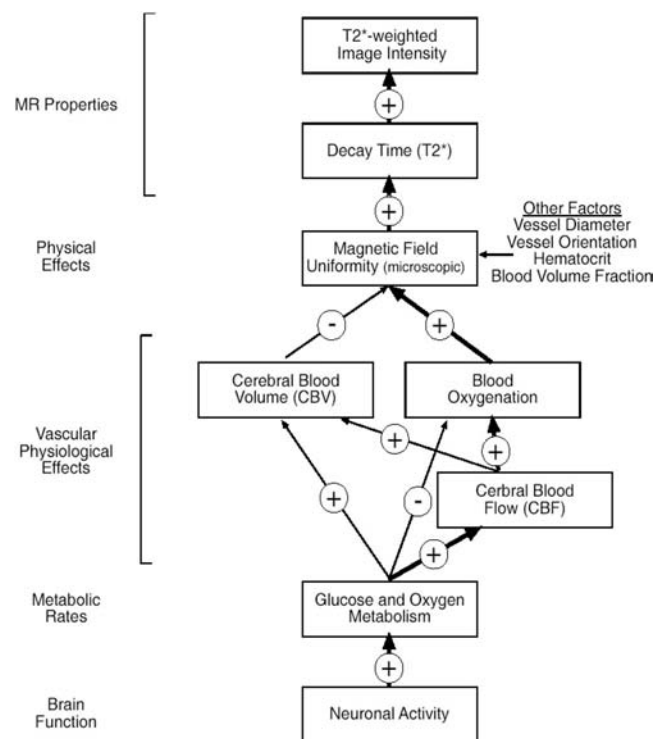 T2*-weighted
Image Intensity
+
MR Properties
Decay Time (T2*)
+
Other Factors
Vessel Diameter
Vessel Orientation
Hematocrit
Blood Volume Fraction
Physical
Effects
Magnetic Field
Uniformity (microscopic)
-
+
Cerebral Blood
Volume (CBV)
Blood
Oxygenation
Vascular
Physiological
Effects
+
+
+
-
Cerbral Blood
Flow (CBF)
+
Metabolic
Rates
Glucose and Oxygen
Metabolism
+
Brain
Function
Neuronal Activity